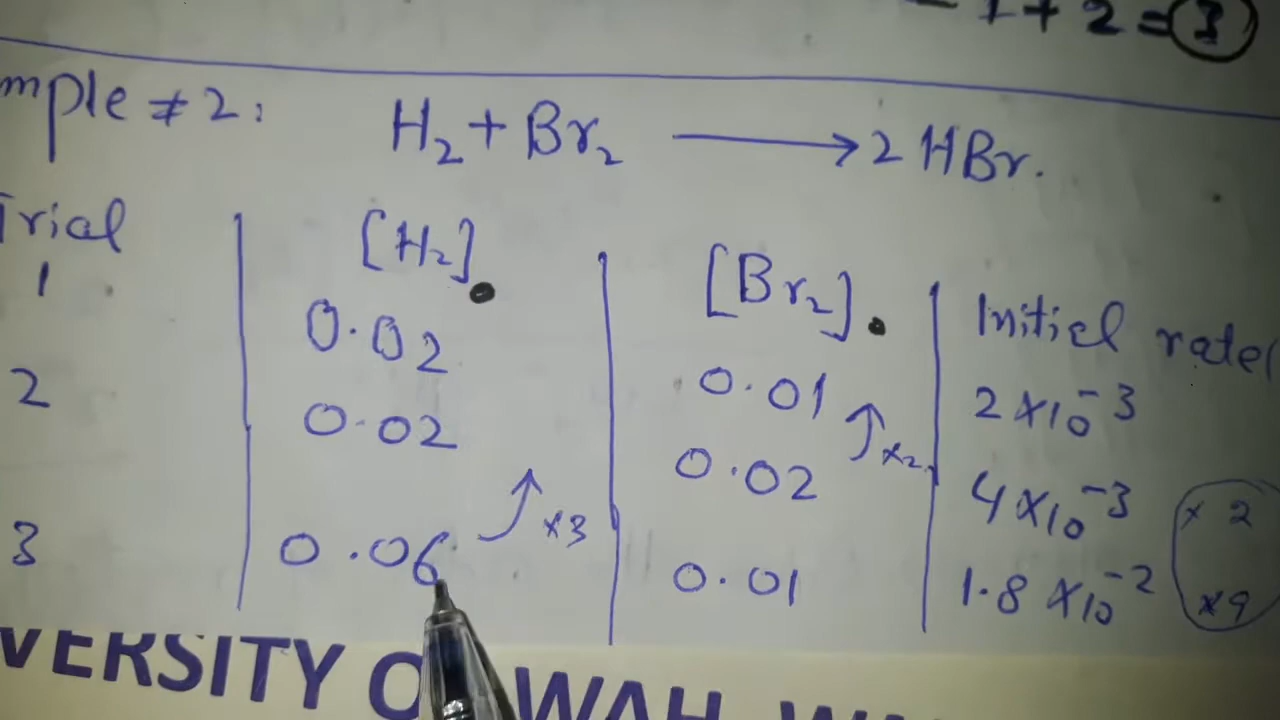 - 1 + 2 = 3
mple # 2:
H₂ + Br₂ → 2 HBr.
Trial [H₂] [Br₂] Initial rate(
1 0.02 0.01 2 × 10⁻³
2 0.02 0.02 4 × 10⁻³
×2
× 2
3 0.06 0.01 1.8 × 10⁻²
×3
×9
VERSITY O WAH, W